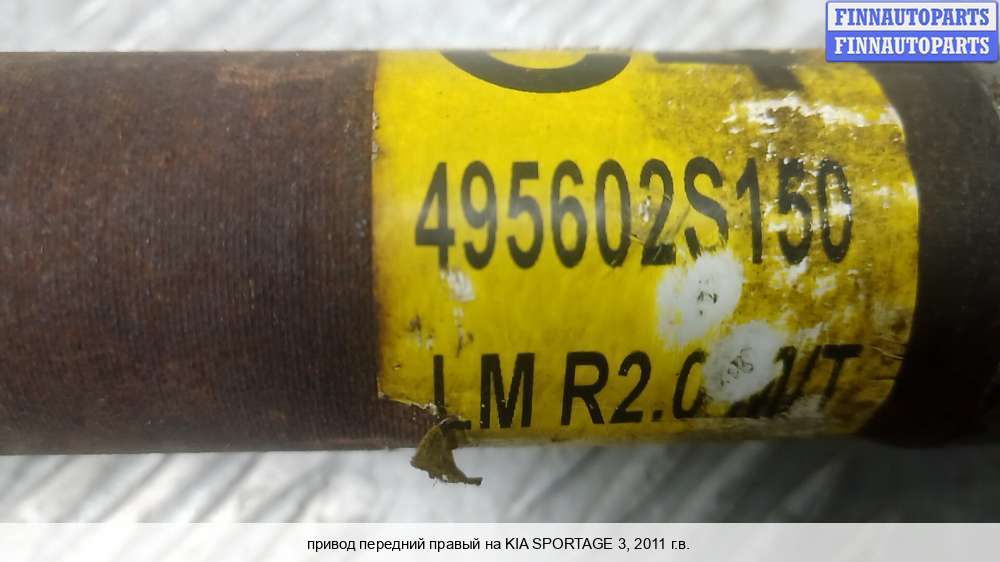 FINNAUTOPARTS
FINNAUTOPARTS
495602S150
LM R2.0 M/T
привод передний правый на KIA SPORTAGE 3, 2011 г.в.